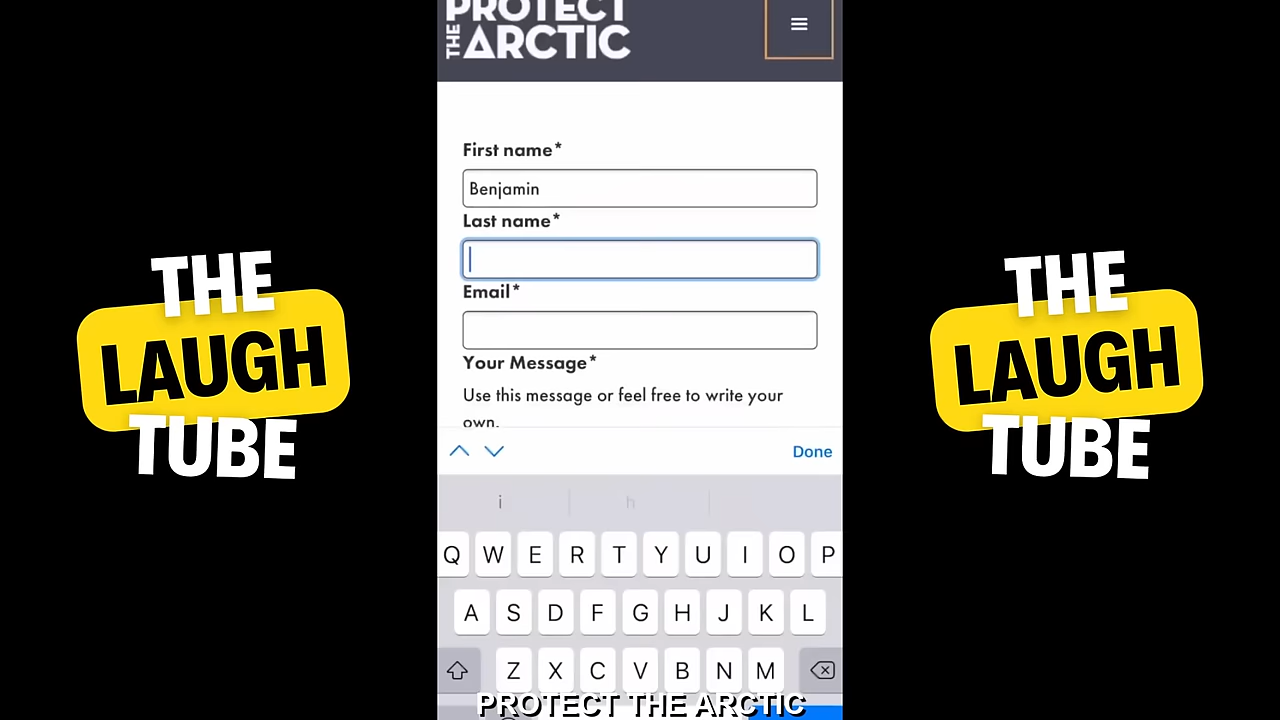 PROTECT
THE ARCTIC
First name*
Benjamin
Last name*
Email*
Your Message*
Use this message or feel free to write your
own.
Done
i h
Q W E R T Y U I O P
A S D F G H J K L
Z X C V B N M
PROTECT THE ARCTIC
THE
LAUGH
TUBE
THE
LAUGH
TUBE